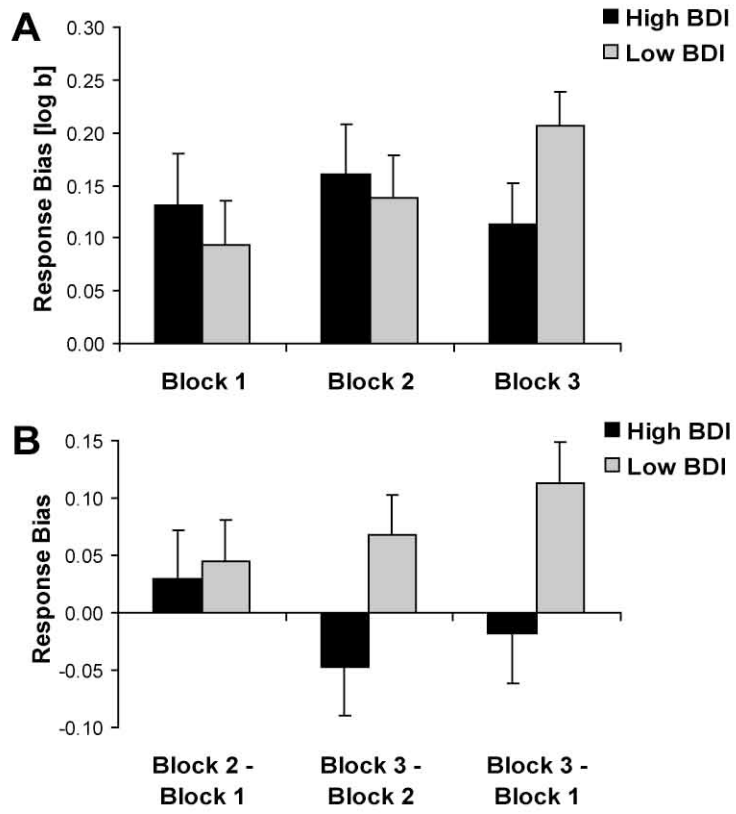 A
High BDI
Low BDI
Response Bias [log b]
0.30
0.25
0.20
0.15
0.10
0.05
0.00
Block 1 Block 2 Block 3
B
High BDI
Low BDI
Response Bias
0.15
0.10
0.05
0.00
-0.05
-0.10
Block 2 - Block 3 - Block 3 -
Block 1 Block 2 Block 1